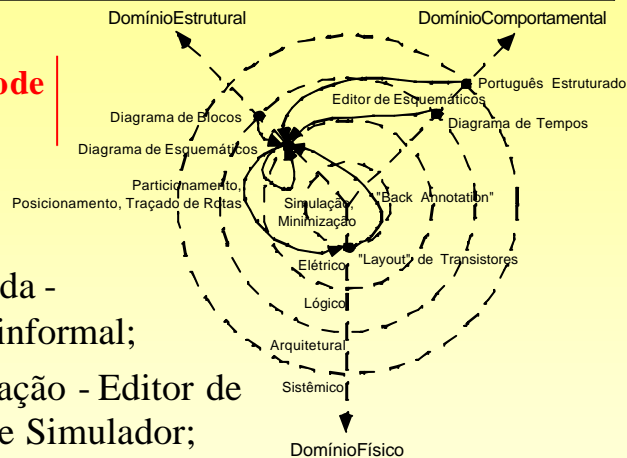 DomínioEstrutural
DomínioComportamental
ode
Português Estruturado
Editor de Esquemáticos
Diagrama de Blocos
Diagrama de Tempos
Diagrama de Esquemáticos
Particionamento,
Posicionamento, Traçado de Rotas
Simulação,
Minimização
"Back Annotation"
Elétrico
"Layout" de Transistores
da -
Lógico
informal;
Arquitetural
ação - Editor de
Sistêmico
e Simulador;
DomínioFísico